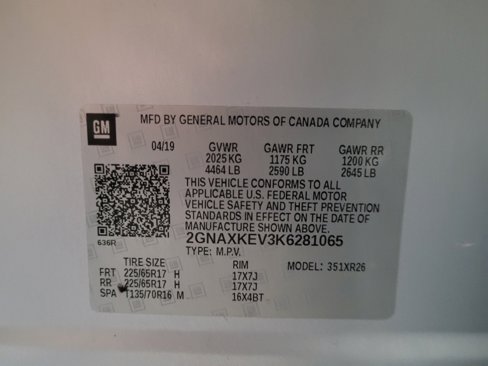 GM
MFD BY GENERAL MOTORS OF CANADA COMPANY
04/19 GVWR GAWR FRT GAWR RR
2025 KG 1175 KG 1200 KG
4464 LB 2590 LB 2645 LB
THIS VEHICLE CONFORMS TO ALL
APPLICABLE U.S. FEDERAL MOTOR
VEHICLE SAFETY AND THEFT PREVENTION
STANDARDS IN EFFECT ON THE DATE OF
MANUFACTURE SHOWN ABOVE.
2GNAXKEV3K6281065
636R
TYPE: M.P.V.
TIRE SIZE RIM MODEL: 351XR26
FRT 225/65R17 H 17X7J
RR 225/65R17 H 17X7J
SPA T135/70R16 M 16X4BT